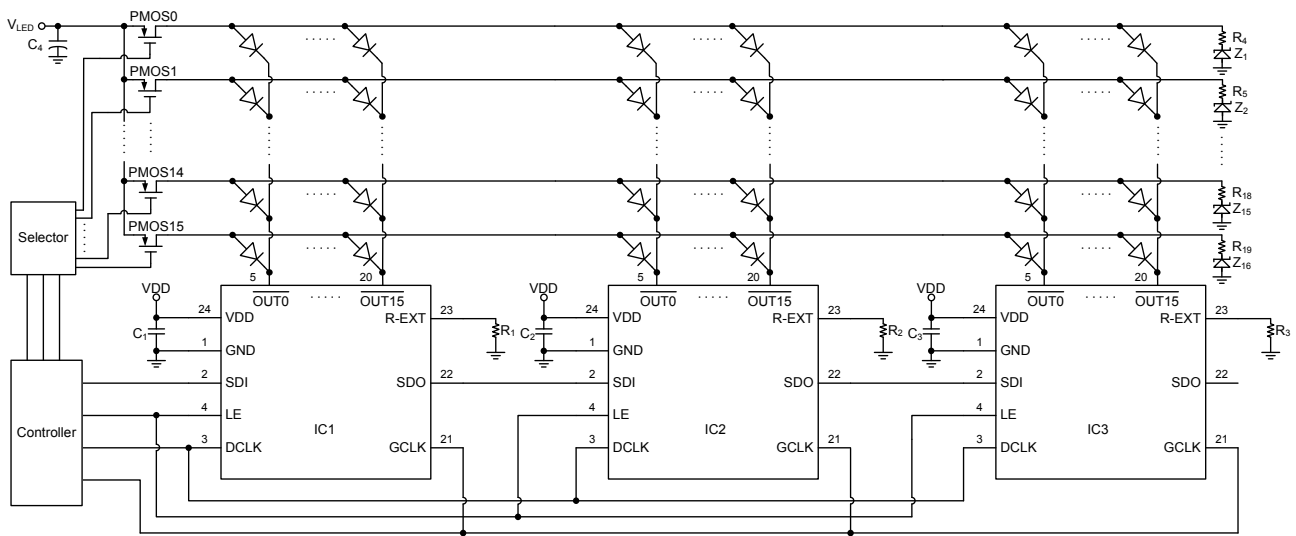 PMOS0
V_LED
C4
R4
Z1
PMOS1
R5
Z2
PMOS14
R18
Z15
Selector
PMOS15
R19
Z16
5 20 5 20 5 20
VDD OUT0 OUT15 VDD OUT0 OUT15 VDD OUT0 OUT15
24 VDD R-EXT 23 24 VDD R-EXT 23 24 VDD R-EXT 23
C1 R1 C2 R2 C3 R3
1 GND 1 GND 1 GND
2 SDI SDO 22 2 SDI SDO 22 2 SDI SDO 22
4 LE 4 LE 4 LE
Controller IC1 IC2 IC3
3 DCLK GCLK 21 3 DCLK GCLK 21 3 DCLK GCLK 21